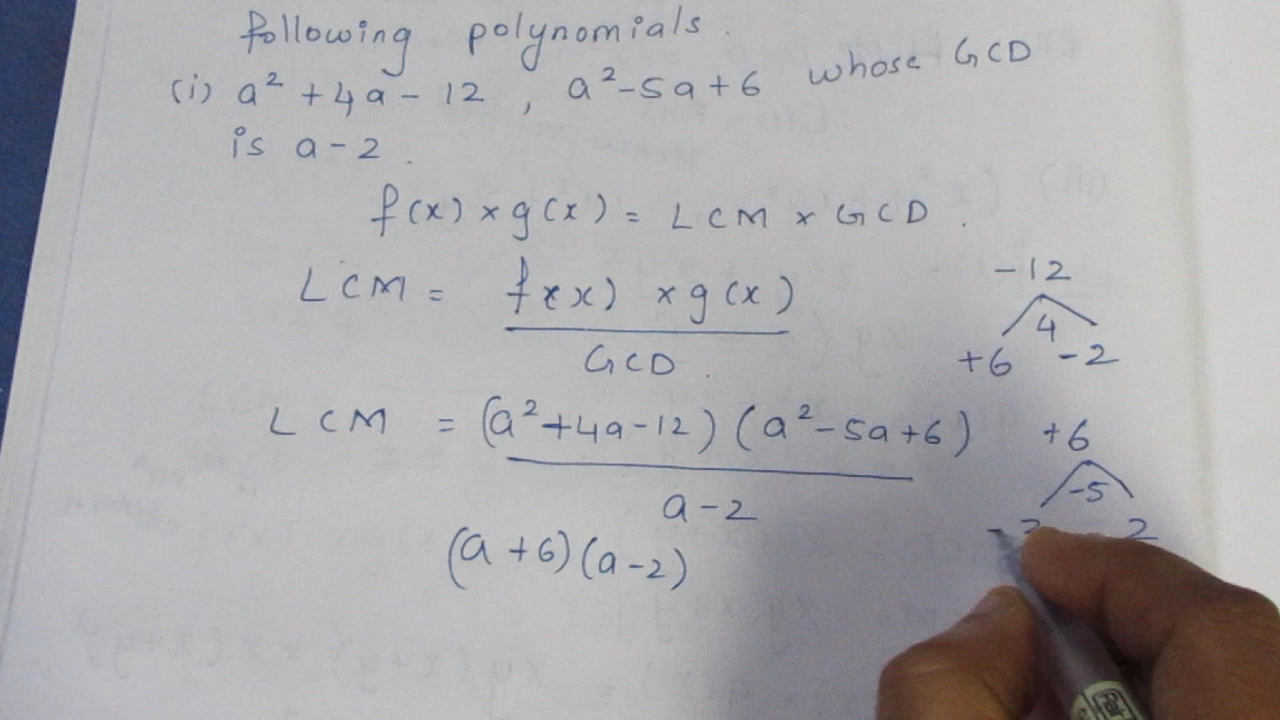 following polynomials.
(i) a² + 4a - 12 , a² - 5a + 6 whose GCD
is a - 2 .
f(x) × g(x) = LCM × GCD .
LCM = f(x) × g(x)
GCD .
-12
4
+6 -2
LCM = (a² + 4a - 12) (a² - 5a + 6)
a - 2
+6
-5
- 2
(a + 6) (a - 2)